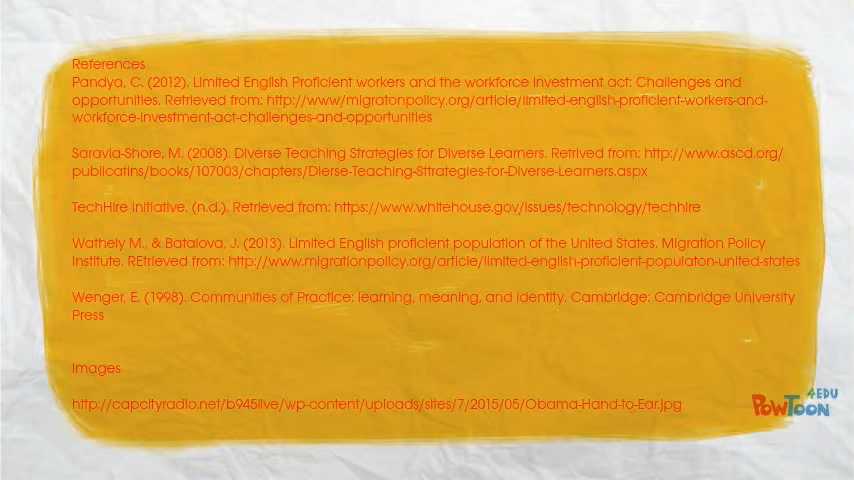 References
Pandya, C. (2012). Limited English Proficient workers and the workforce investment act: Challenges and
opportunities. Retrieved from: http://www/migratonpolicy.org/article/limited-english-proficient-workers-and-
workforce-investment-act-challenges-and-opportunities
Saravia-Shore, M. (2008). Diverse Teaching Strategies for Diverse Learners. Retrived from: http://www.ascd.org/
publicatins/books/107003/chapters/Dierse-Teaching-Sttrategies-for-Diverse-Learners.aspx
TechHire initiative. (n.d.). Retrieved from: https://www.whitehouse.gov/issues/technology/techhire
Wathely M., & Batalova, J. (2013). Limited English proficient population of the United States. Migration Policy
Institute. REtrieved from: http://www.migrationpolicy.org/article/limited-english-proficient-populaton-united-states
Wenger, E. (1998). Communities of Practice: learning, meaning, and identity. Cambridge: Cambridge University
Press
Images
http://capcityradio.net/b945live/wp-content/uploads/sites/7/2015/05/Obama-Hand-to-Ear.jpg
4EDU
POWTOON